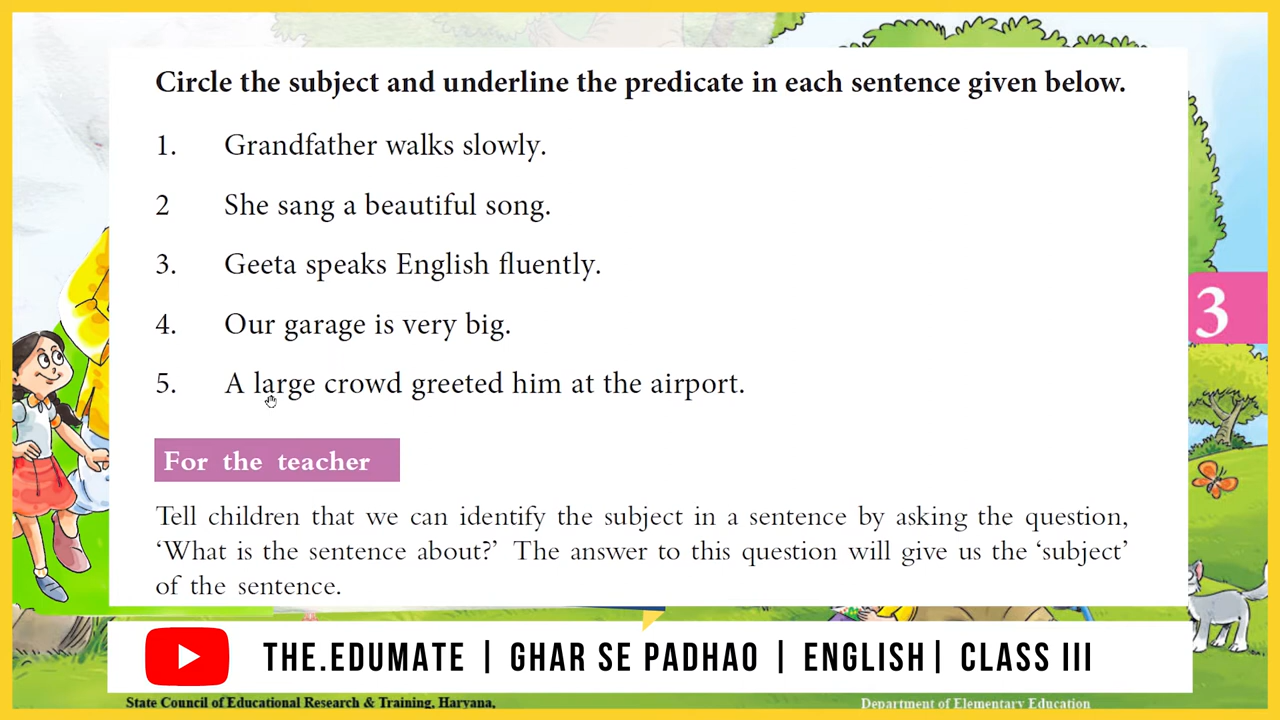 Circle the subject and underline the predicate in each sentence given below.
1. Grandfather walks slowly.
2 She sang a beautiful song.
3. Geeta speaks English fluently.
4. Our garage is very big.
3
5. A large crowd greeted him at the airport.
For the teacher
Tell children that we can identify the subject in a sentence by asking the question,
‘What is the sentence about?’ The answer to this question will give us the ‘subject’
of the sentence.
THE.EDUMATE | GHAR SE PADHAO | ENGLISH| CLASS III
State Council of Educational Research & Training, Haryana,
Department of Elementary Education